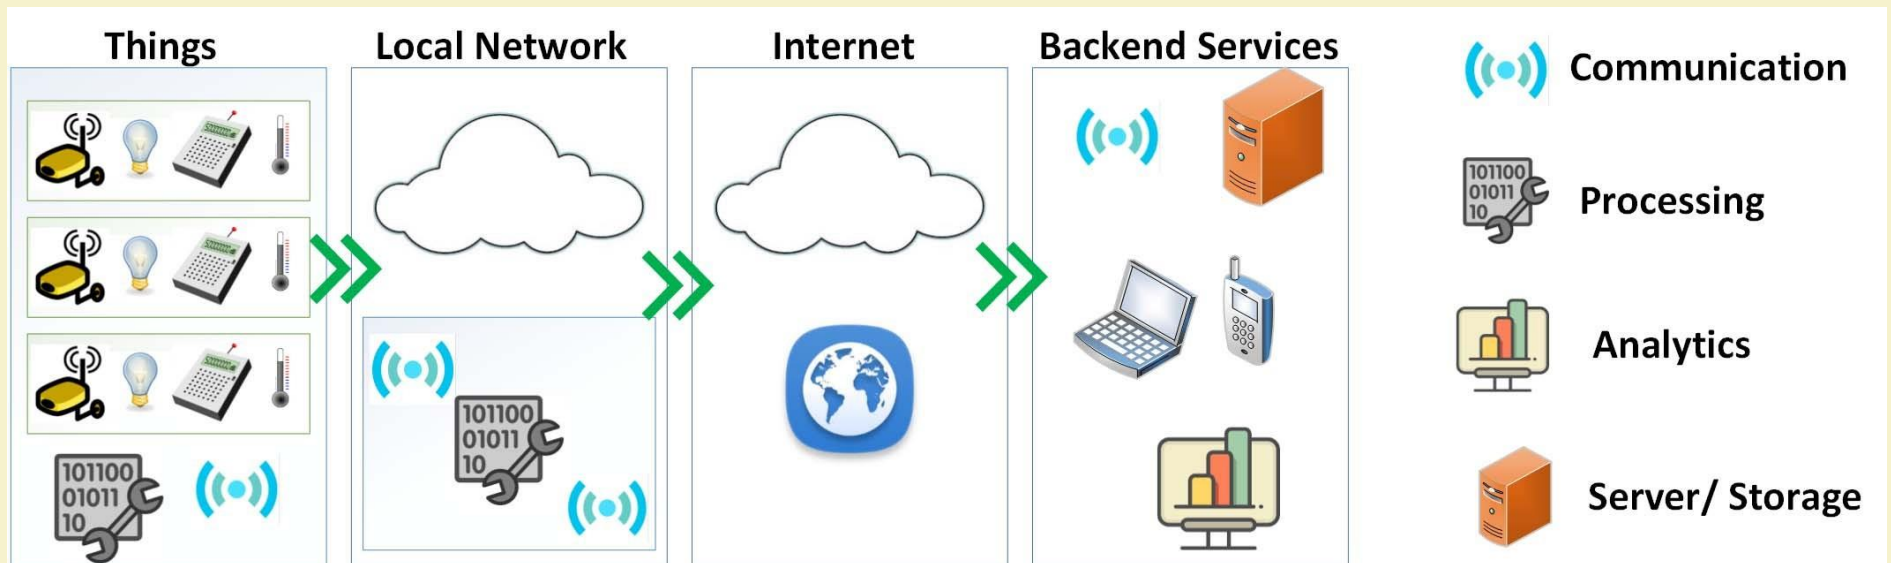 Things
Local Network
Internet
Backend Services
Communication
101100
01011
10
Processing
Analytics
101100
01011
10
101100
01011
10
Server/ Storage